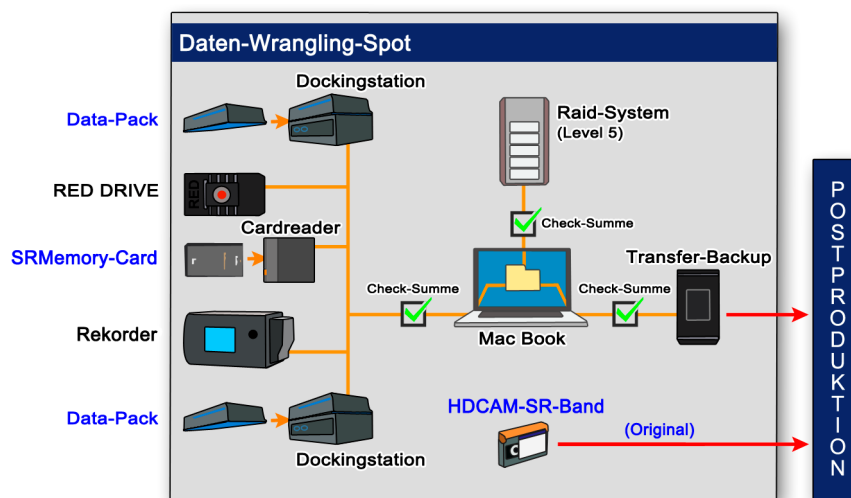 Daten-Wrangling-Spot
Dockingstation
Data-Pack
Raid-System
(Level 5)
RED DRIVE
RED
Cardreader
Check-Summe
SRMemory-Card
Transfer-Backup
Check-Summe
Check-Summe
Rekorder
Mac Book
Data-Pack
HDCAM-SR-Band
(Original)
Dockingstation
POSTPRODUKTION